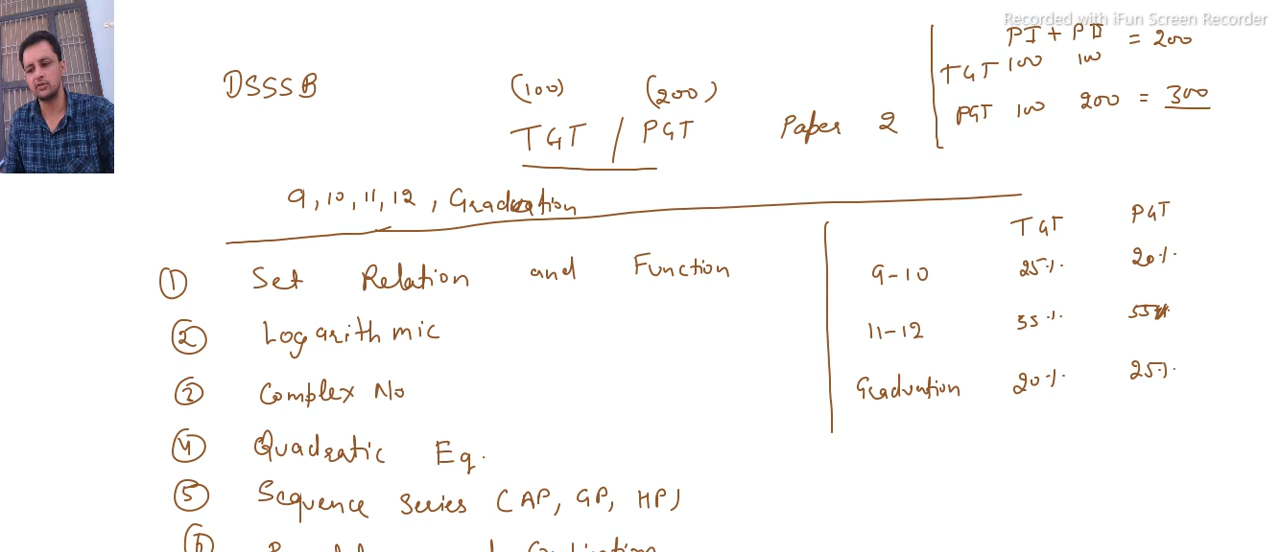 Recorded with iFun Screen Recorder
PI + PII = 200
TGT 100 100
PGT 100 200 = 300
DSSSB (100) (200)
TGT / PGT Paper 2
9, 10, 11, 12, Graduation
TGT PGT
① Set Relation and Function
9-10 25% 20%
② Logarithmic
11-12 35% 55%
③ Complex No
Graduation 20% 25%
④ Quadratic Eq.
⑤ Sequence Series (AP, GP, HP)
⑥